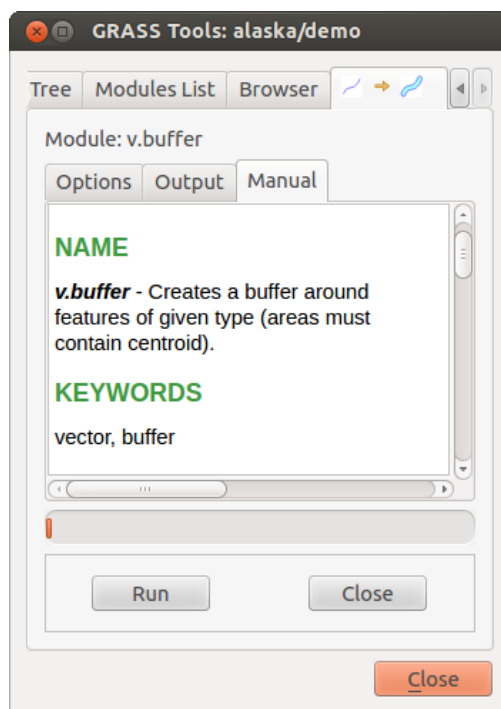 GRASS Tools: alaska/demo
Tree Modules List Browser
Module: v.buffer
Options Output Manual
NAME
v.buffer - Creates a buffer around
features of given type (areas must
contain centroid).
KEYWORDS
vector, buffer
Run Close
Close